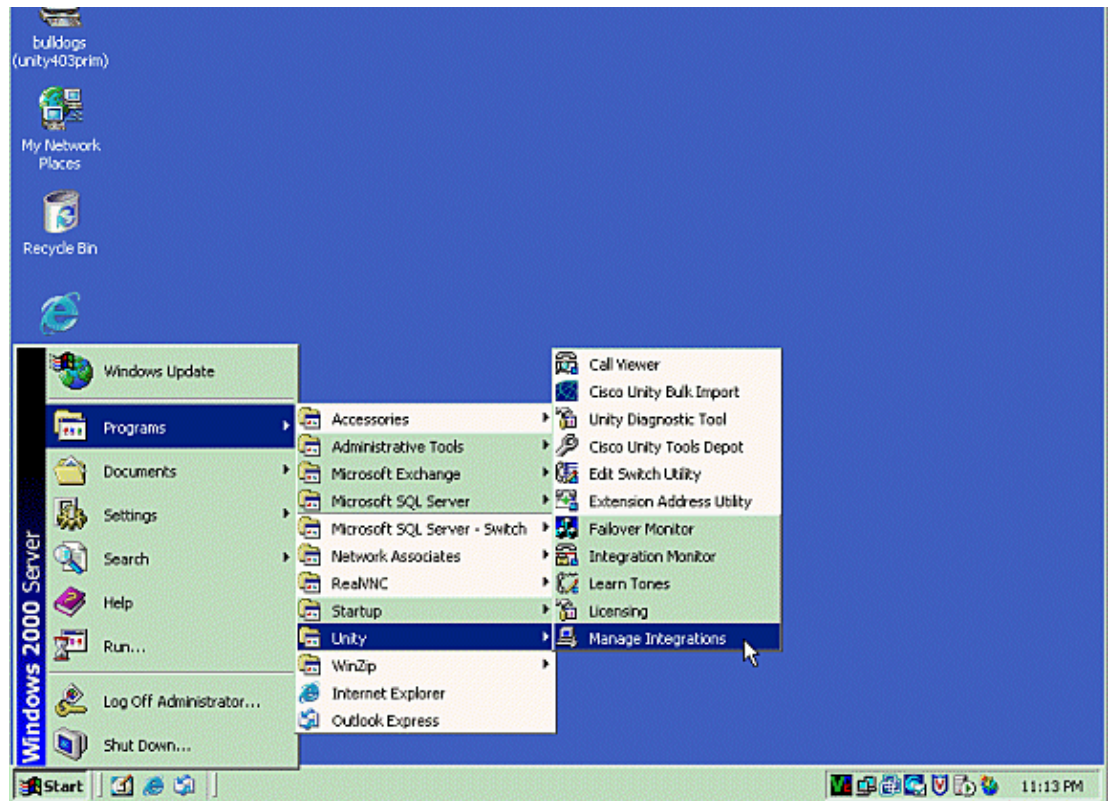 bulldogs
(unity403prim)
My Network
Places
Recycle Bin
Windows 2000 Server
Windows Update
Programs
Documents
Settings
Search
Help
Run...
Log Off Administrator...
Shut Down...
Accessories
Administrative Tools
Microsoft Exchange
Microsoft SQL Server
Microsoft SQL Server - Switch
Network Associates
RealVNC
Startup
Unity
WinZip
Internet Explorer
Outlook Express
Call Viewer
Cisco Unity Bulk Import
Unity Diagnostic Tool
Cisco Unity Tools Depot
Edit Switch Utility
Extension Address Utility
Failover Monitor
Integration Monitor
Learn Tones
Licensing
Manage Integrations
Start
11:13 PM